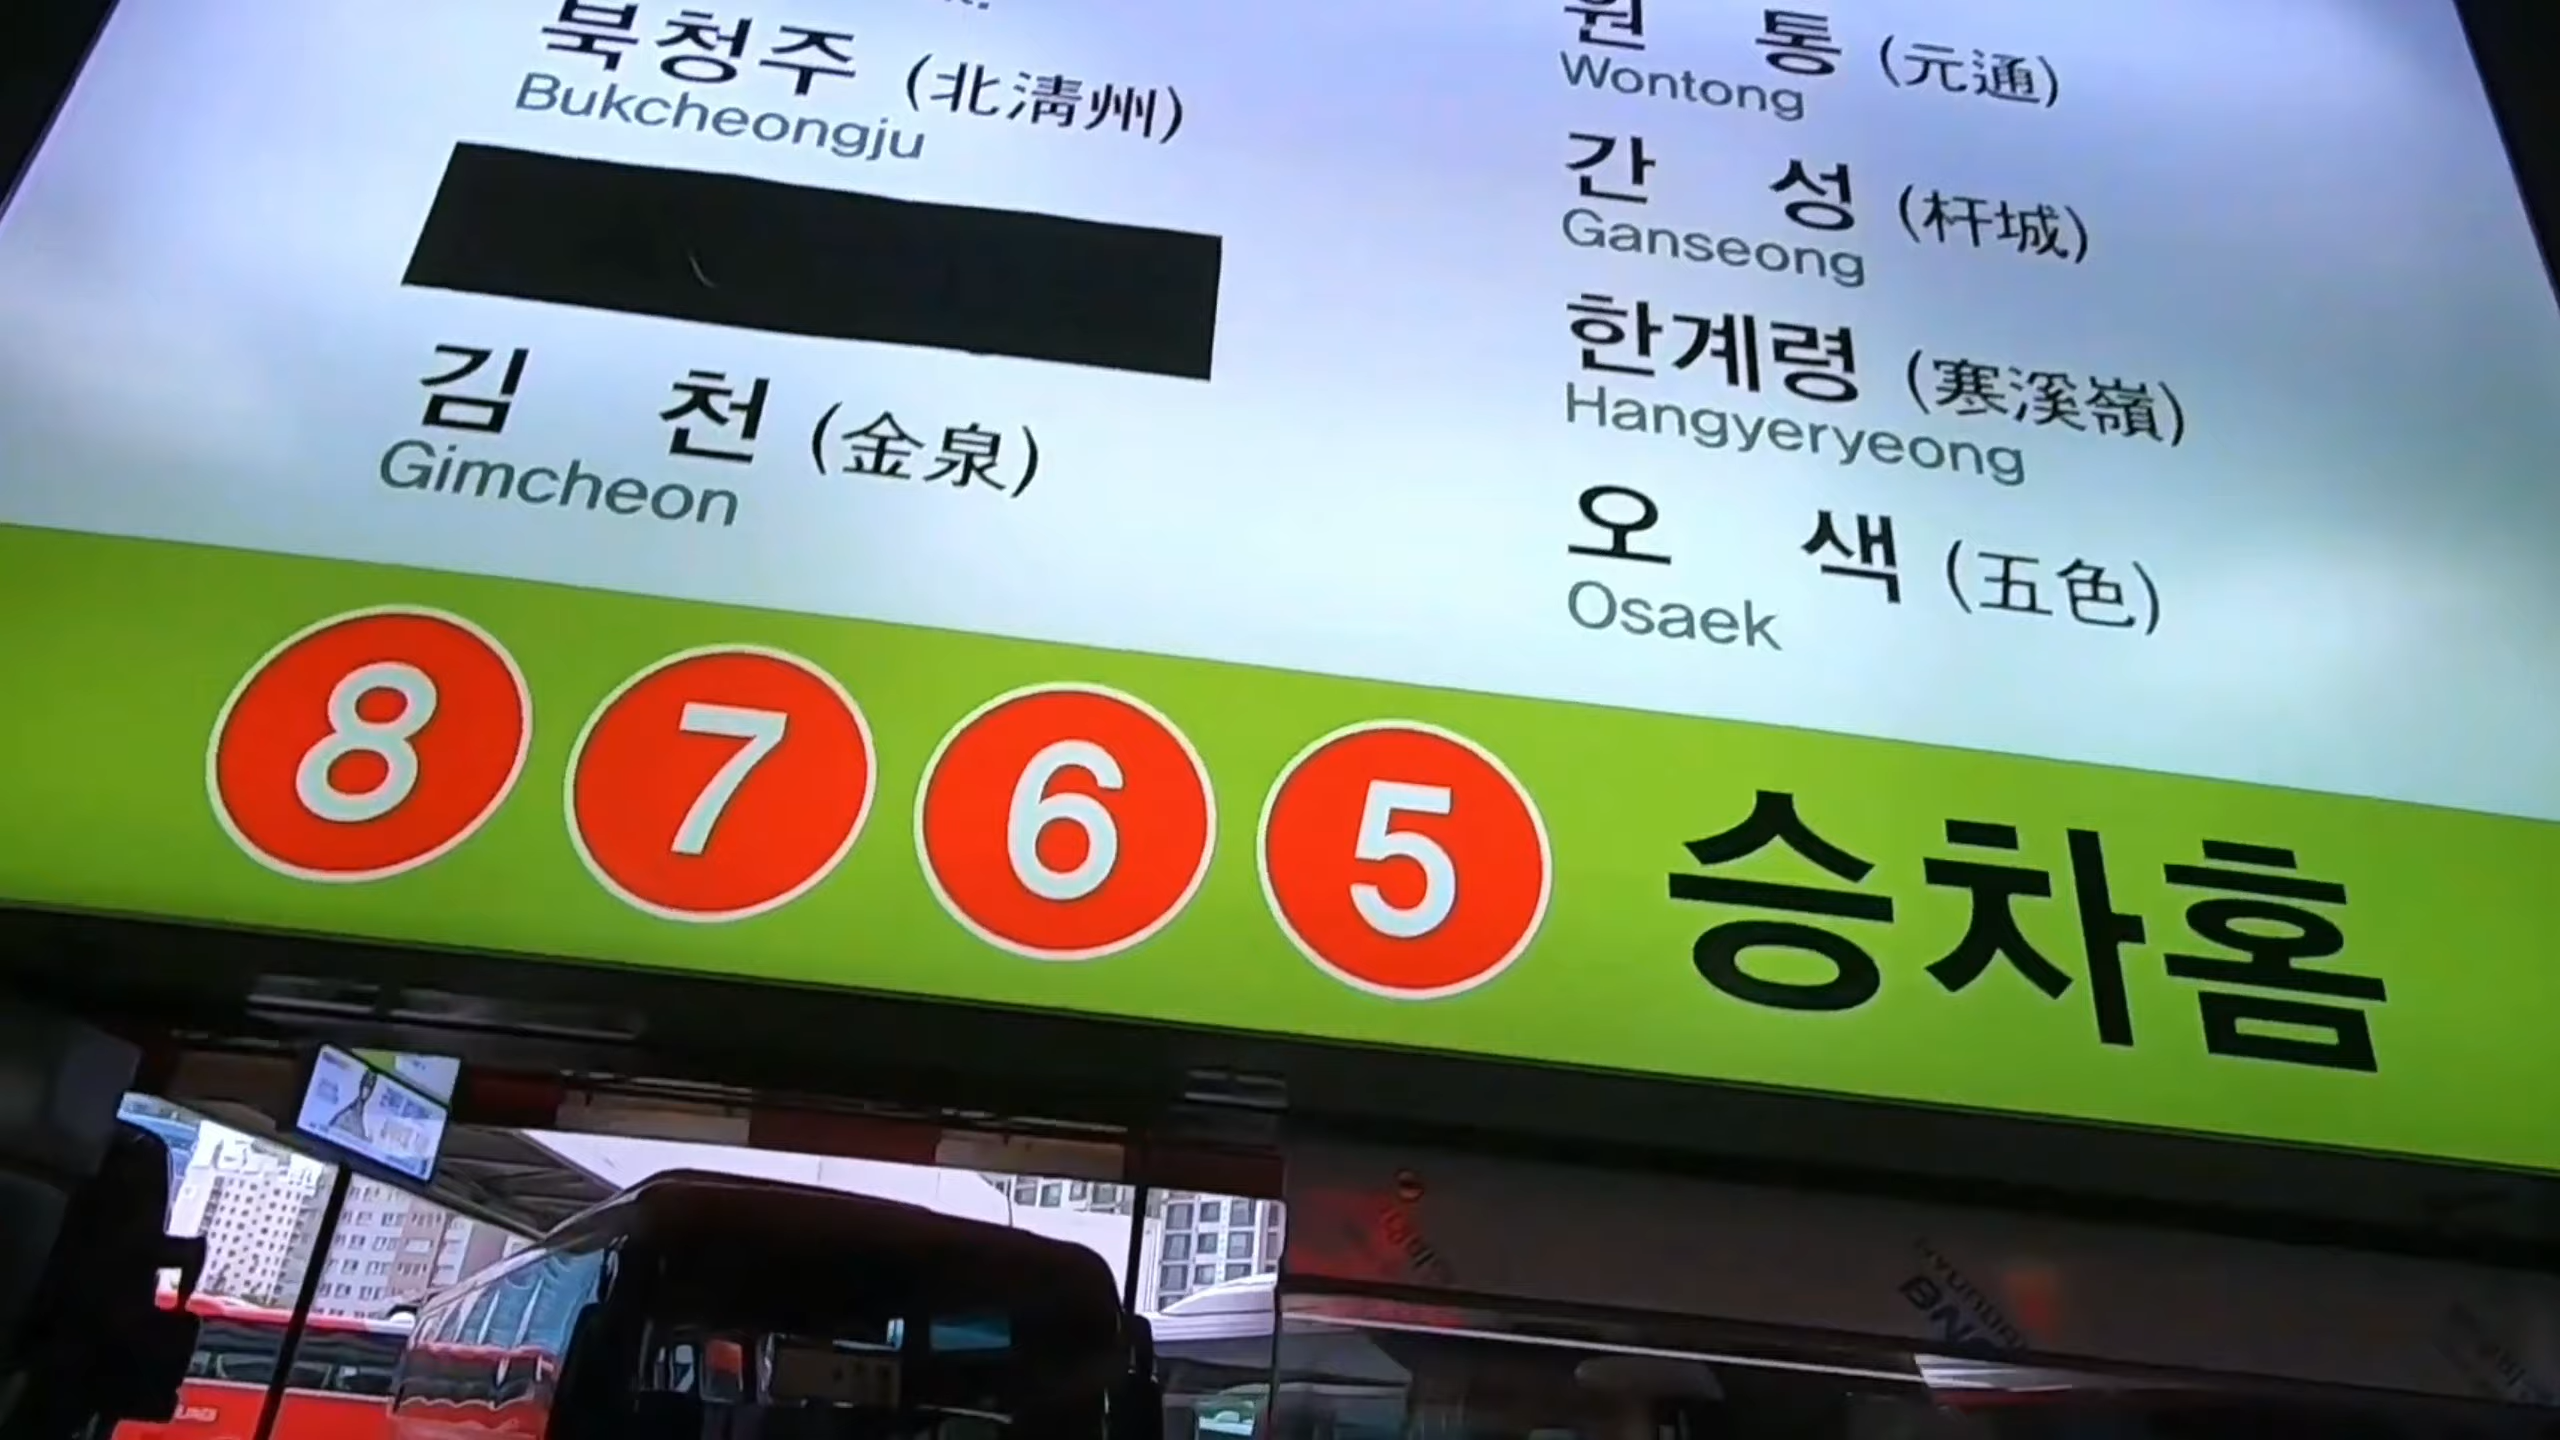 북청주 (北淸州)
Bukcheongju
김 천 (金泉)
Gimcheon
원 통 (元通)
Wontong
간 성 (杆城)
Ganseong
한계령 (寒溪嶺)
Hangyeryeong
오 색 (五色)
Osaek
8 7 6 5 승차홈